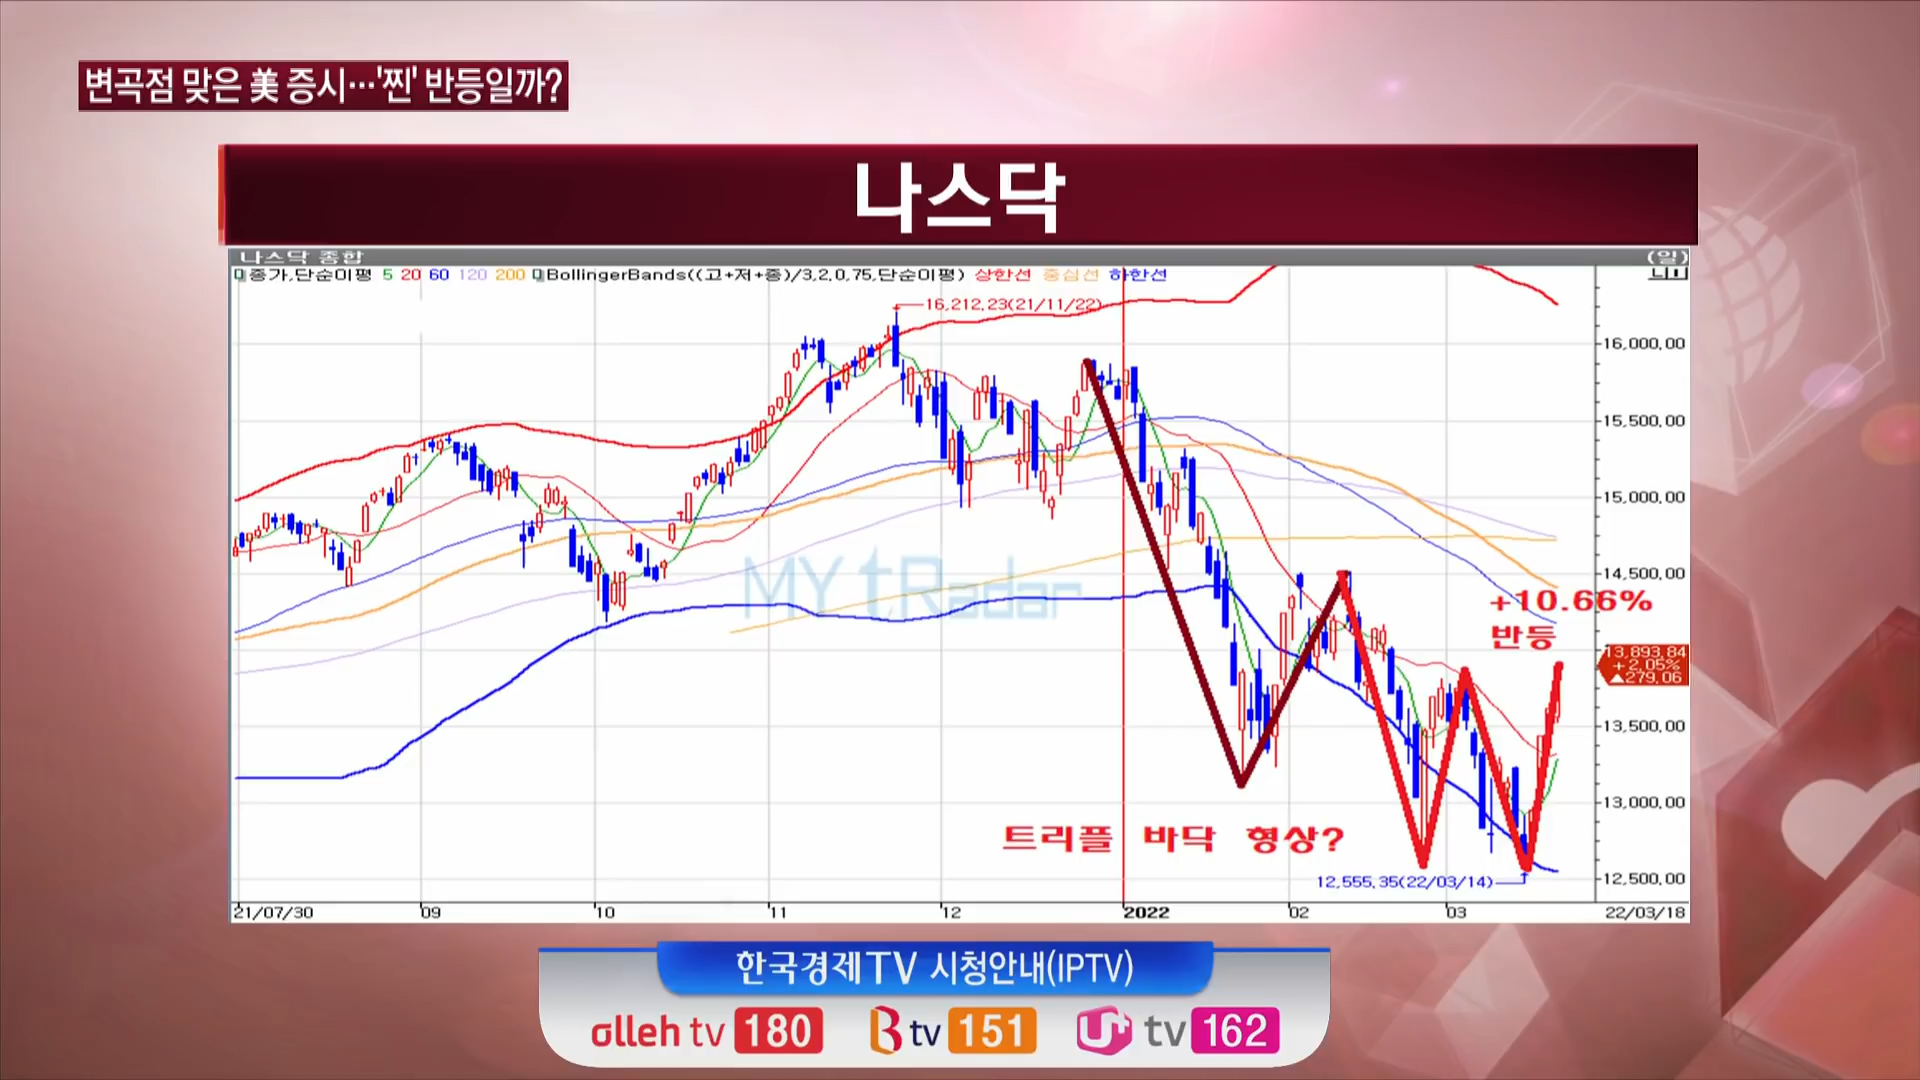 변곡점 맞은 美 증시…'찐' 반등일까?
나스닥
나스닥 종합
(일)
종가,단순이평 5 20 60 120 200 BollingerBands((고+저+종)/3,2,0,75,단순이평) 상한선 중심선 하한선
16,212,23(21/11/22)
16,000,00
15,500,00
15,000,00
14,500,00
MY tRadar
+10.66%
반등
13,893,84
+2,05%
▲279,06
13,500,00
트리플 바닥 형상?
13,000,00
12,555,35(22/03/14)
12,500,00
21/07/30 09 10 11 12 2022 02 03 22/03/18
한국경제TV 시청안내(IPTV)
olleh tv 180 B tv 151 U+ tv 162